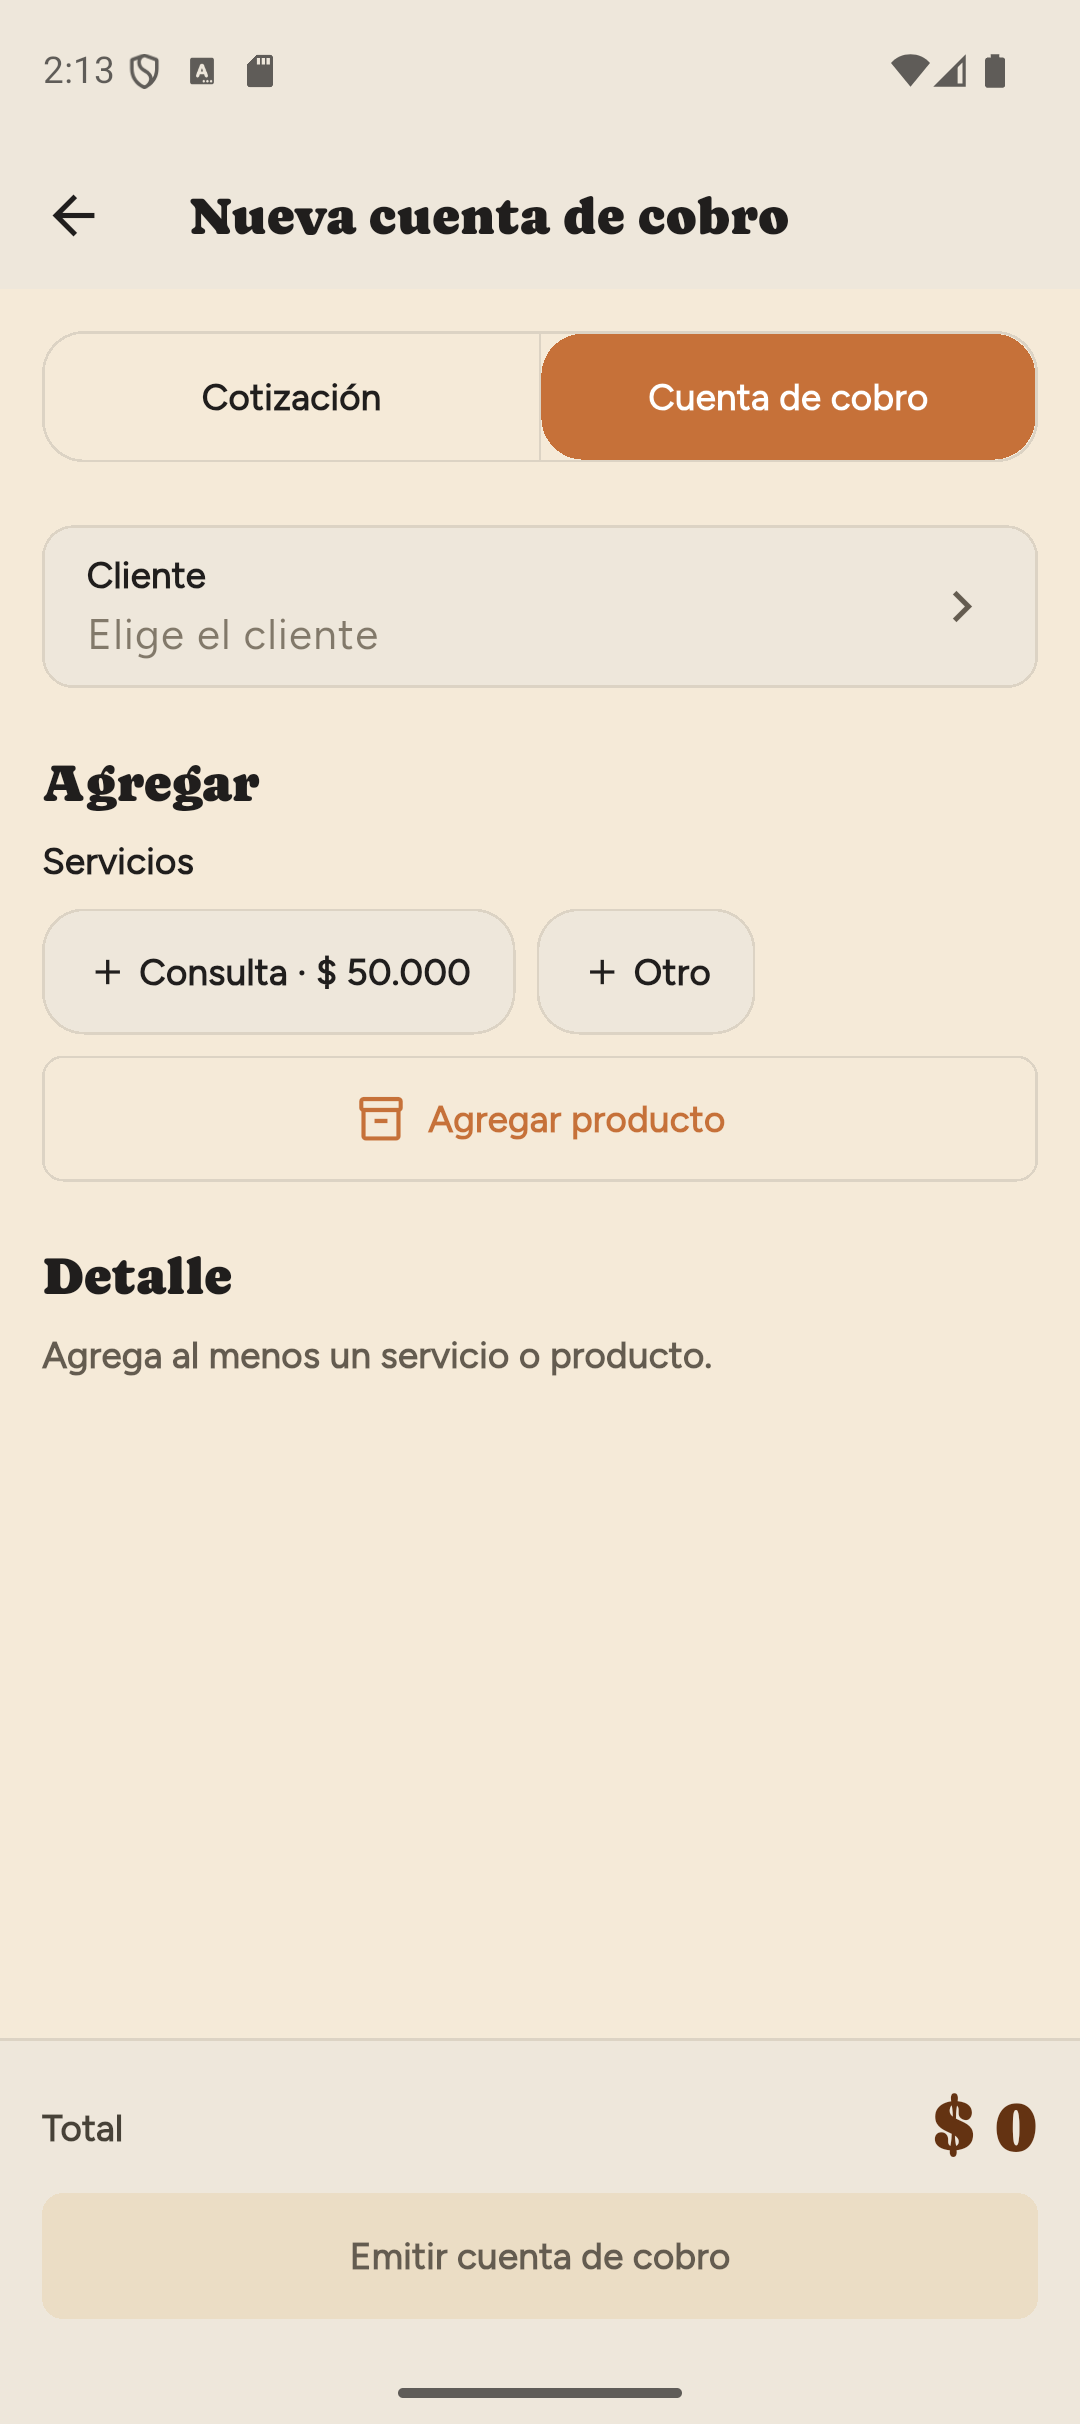 2:13
Nueva cuenta de cobro
Cotización
Cuenta de cobro
Cliente
Elige el cliente
Agregar
Servicios
+ Consulta · $ 50.000
+ Otro
Agregar producto
Detalle
Agrega al menos un servicio o producto.
Total
$ 0
Emitir cuenta de cobro